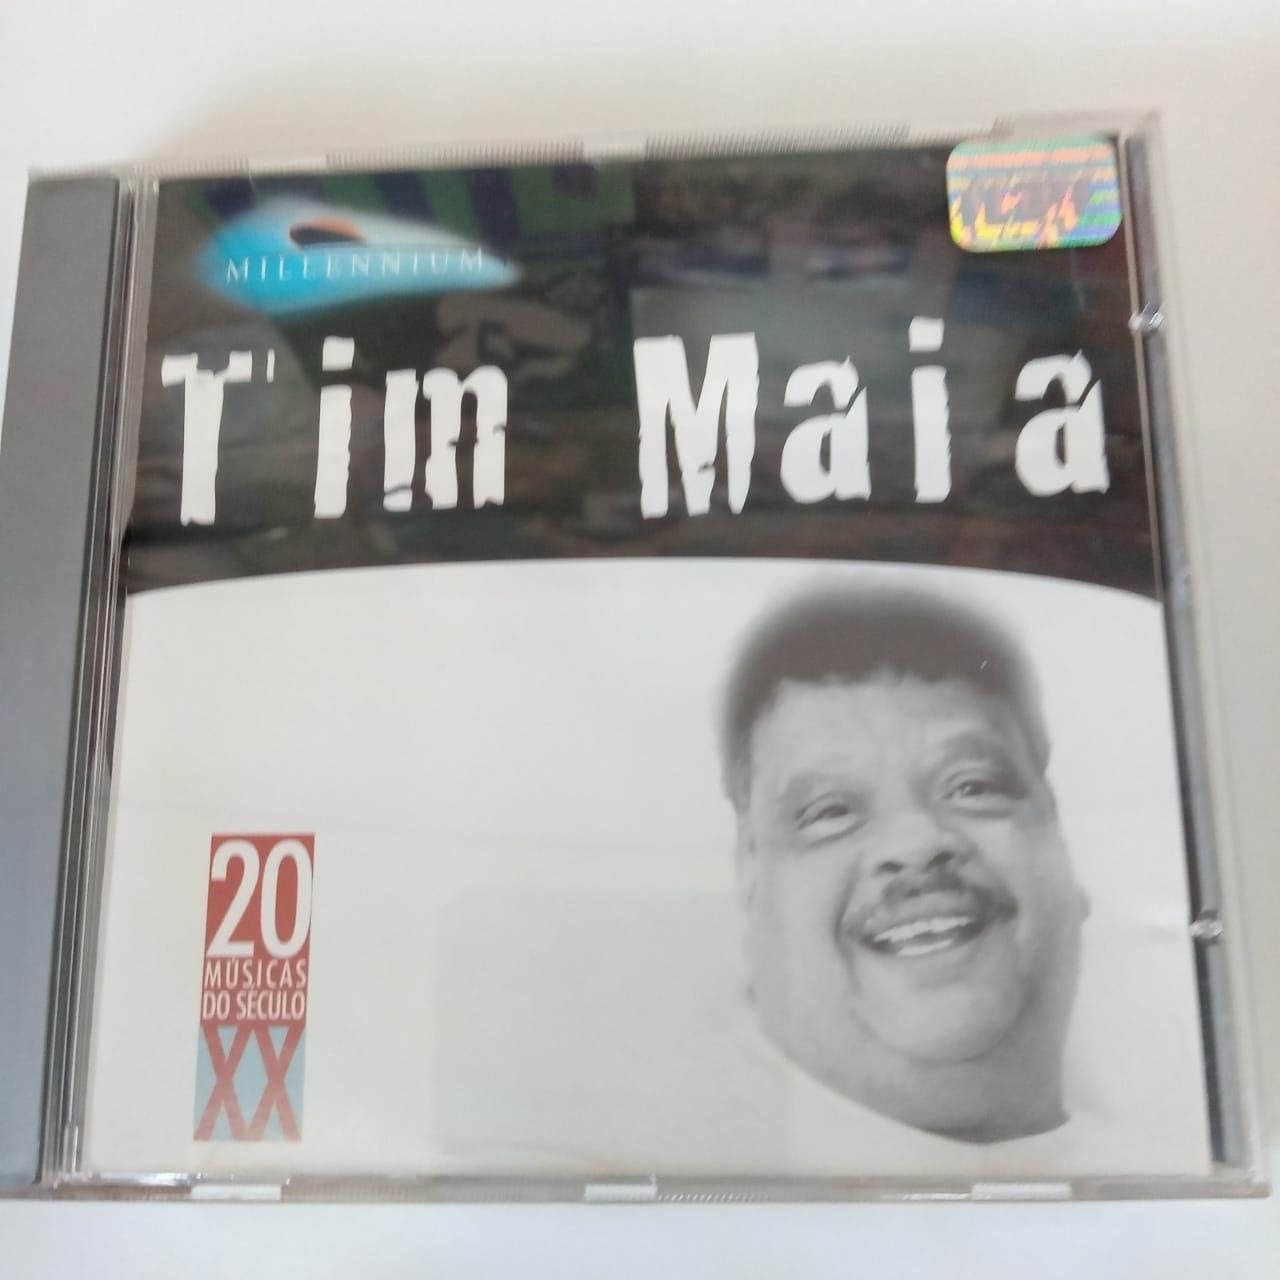 MILLENNIUM
Tim Maia
20
MÚSICAS
DO SÉCULO
XX